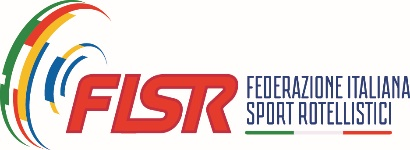 FISR
FEDERAZIONE ITALIANA
SPORT ROTELLISTICI